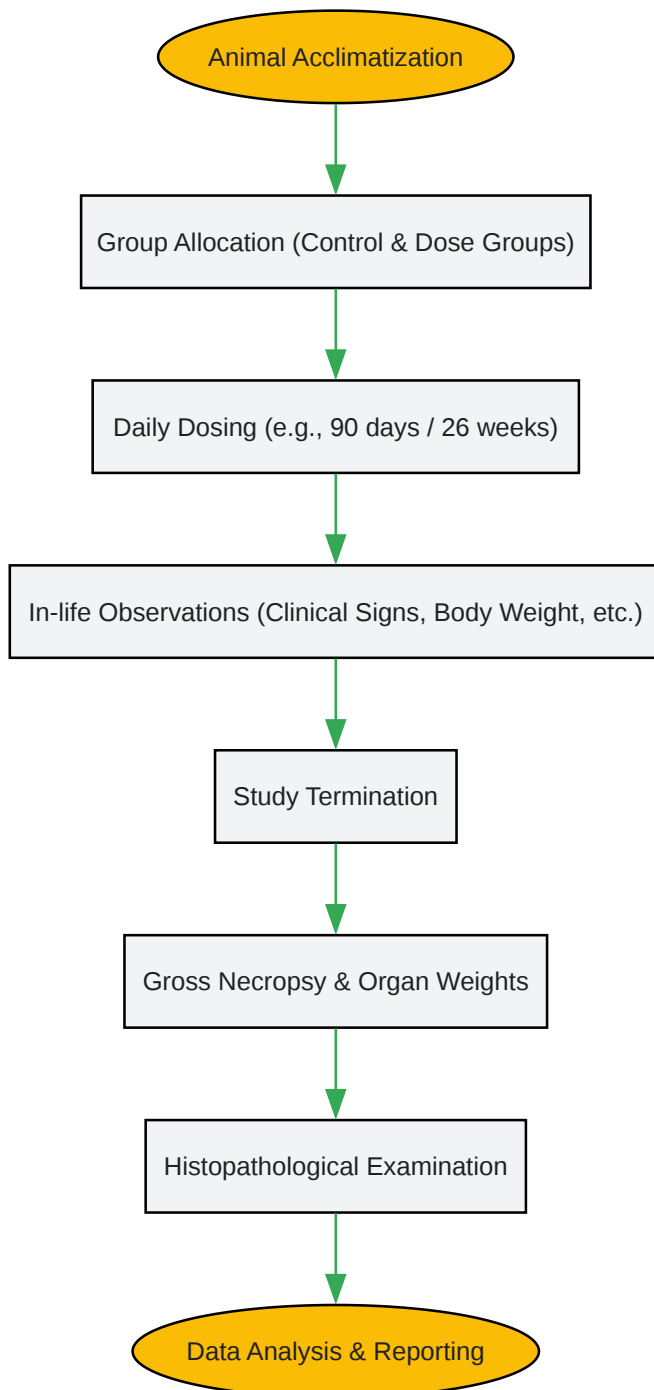 Animal Acclimatization
Group Allocation (Control & Dose Groups)
Daily Dosing (e.g., 90 days / 26 weeks)
In-life Observations (Clinical Signs, Body Weight, etc.)
Study Termination
Gross Necropsy & Organ Weights
Histopathological Examination
Data Analysis & Reporting